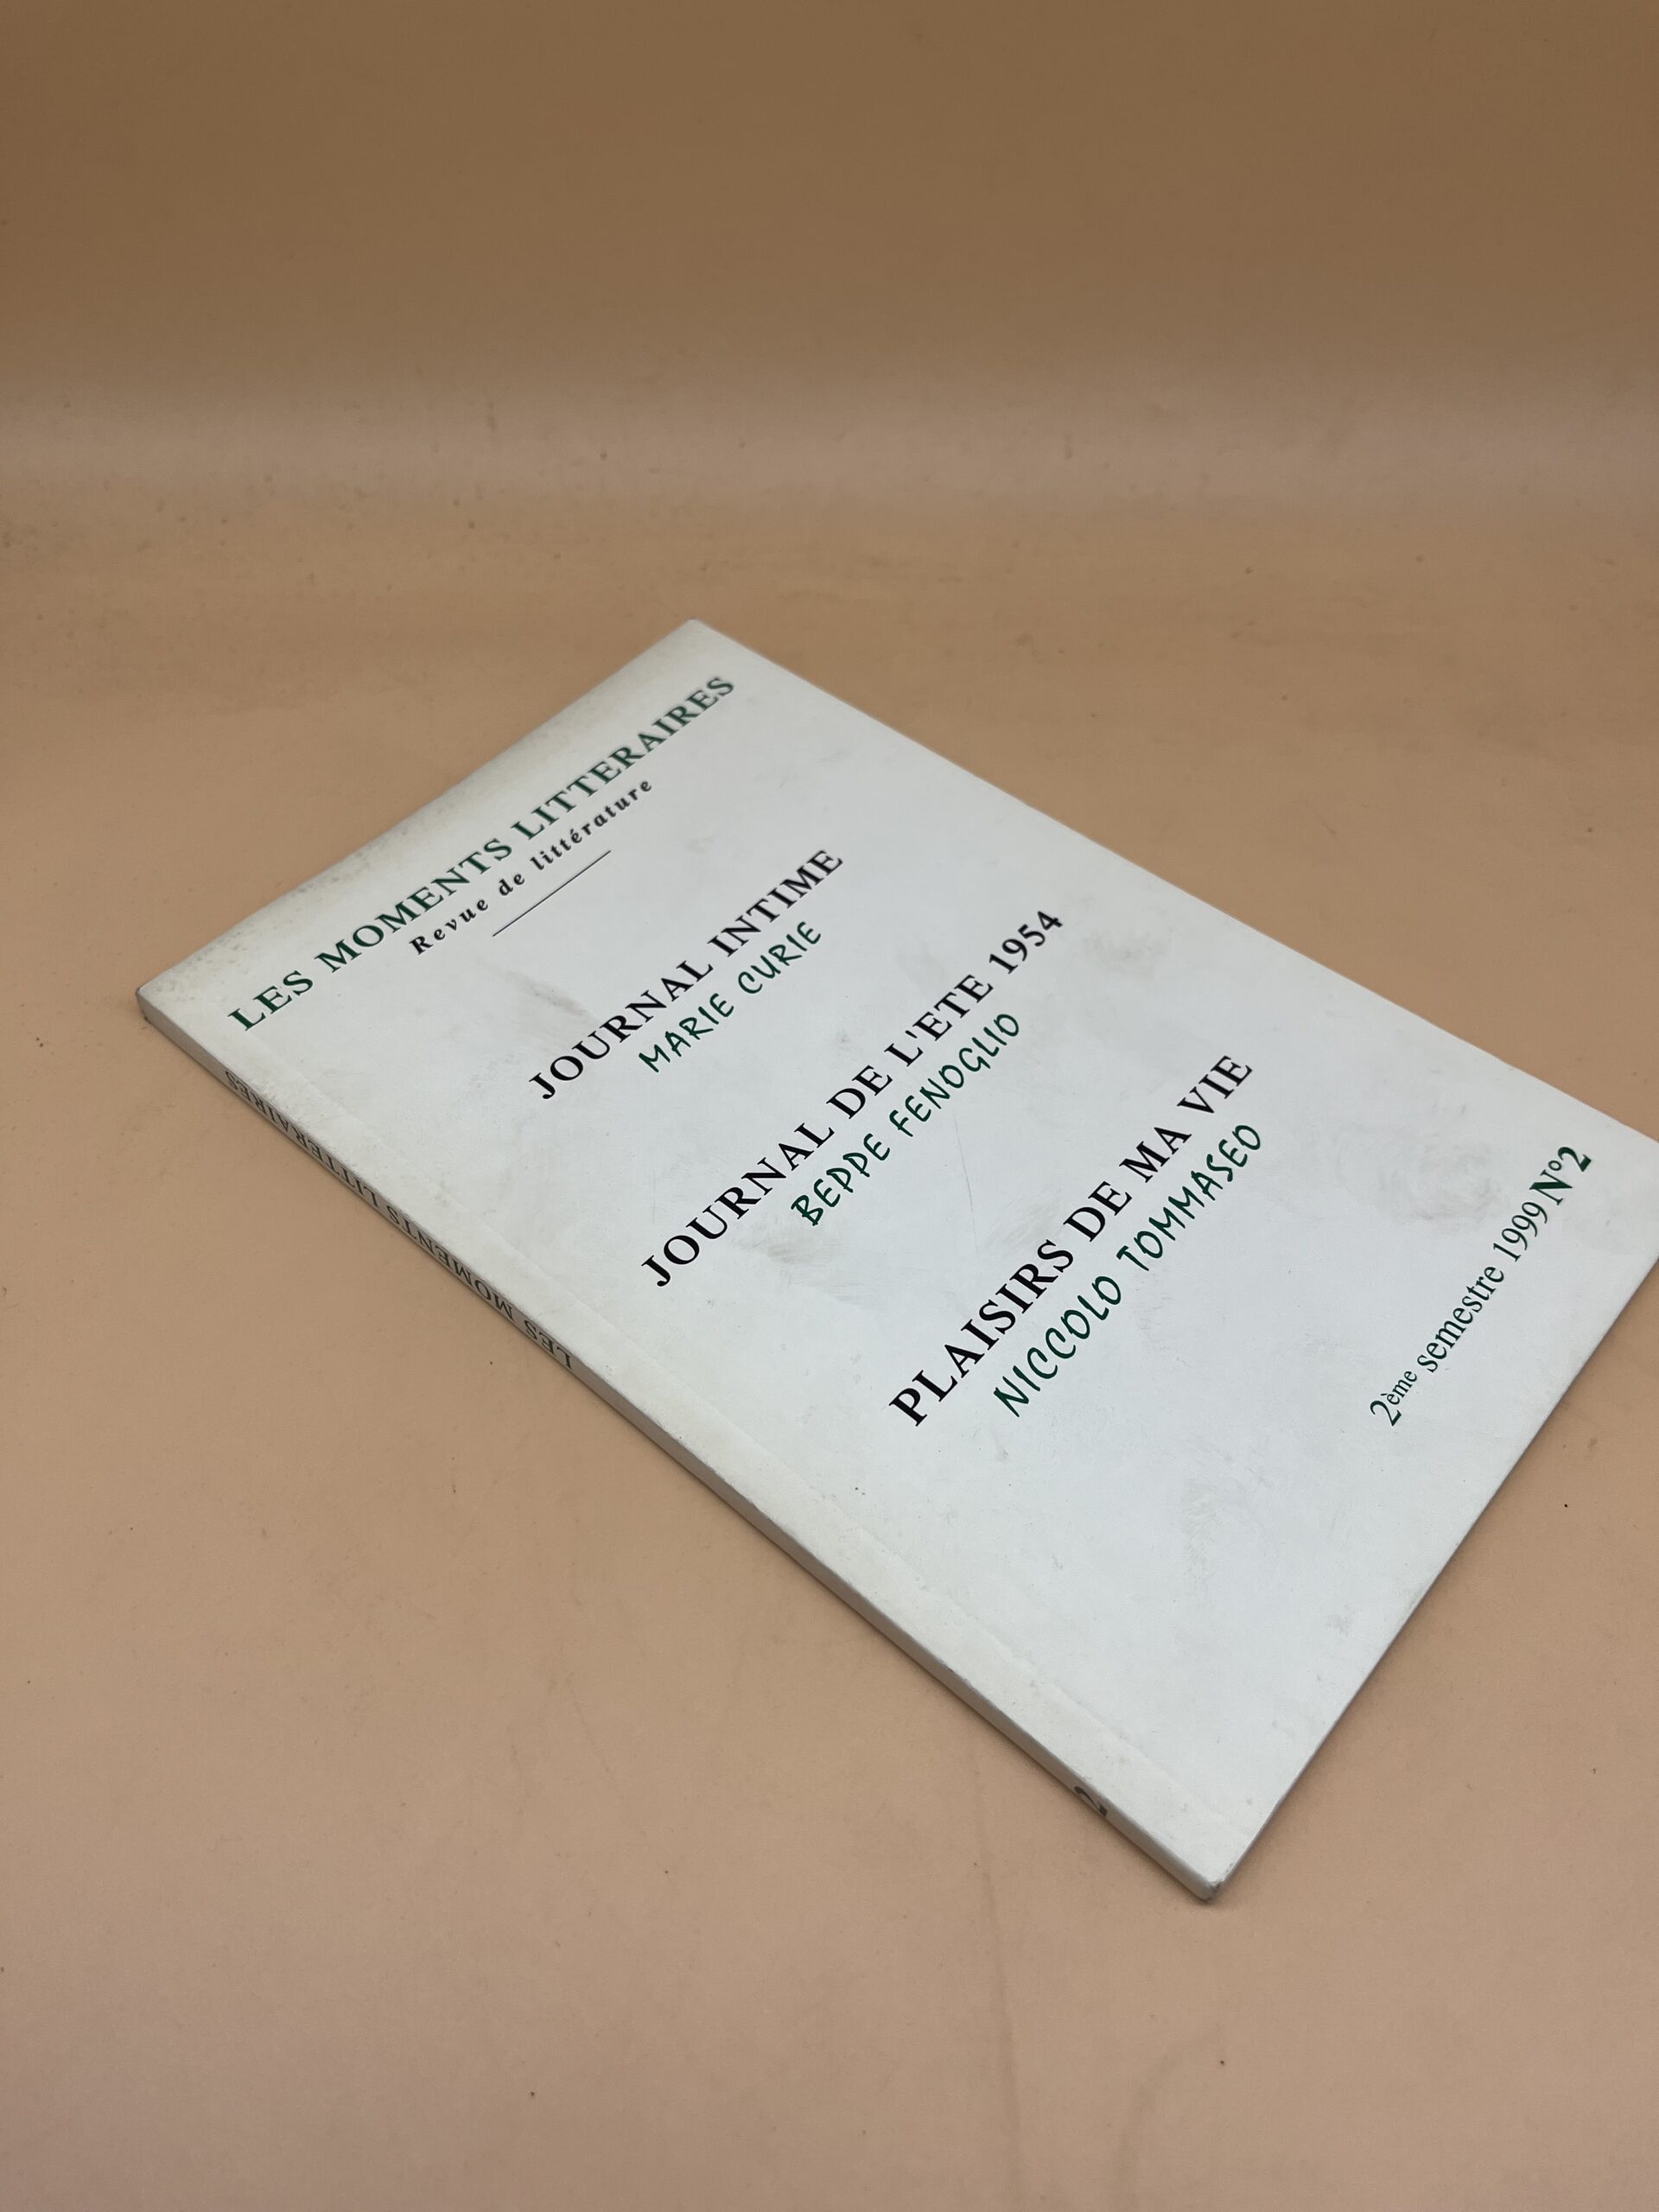 LES MOMENTS LITTERAIRES
Revue de littérature
JOURNAL INTIME
MARIE CURIE
JOURNAL DE L'ETE 1954
BEPPE FENOGLIO
PLAISIRS DE MA VIE
NICCOLO TOMMASEO
2ème semestre 1999 N°2
LES MOMENTS LITTERAIRES
2